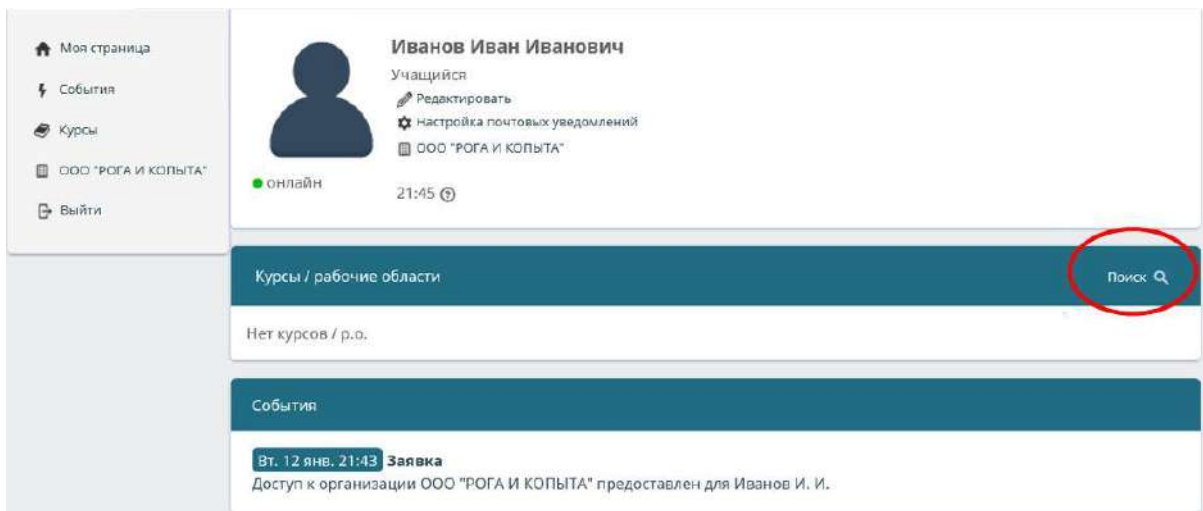 Моя страница
События
Курсы
ООО "РОГА И КОПЫТА"
Выйти
Иванов Иван Иванович
Учащийся
Редактировать
Настройка почтовых уведомлений
ООО "РОГА И КОПЫТА"
онлайн
21:45
Курсы / рабочие области
Поиск
Нет курсов / р.о.
События
Вт. 12 янв. 21:43 Заявка
Доступ к организации ООО "РОГА И КОПЫТА" предоставлен для Иванов И. И.